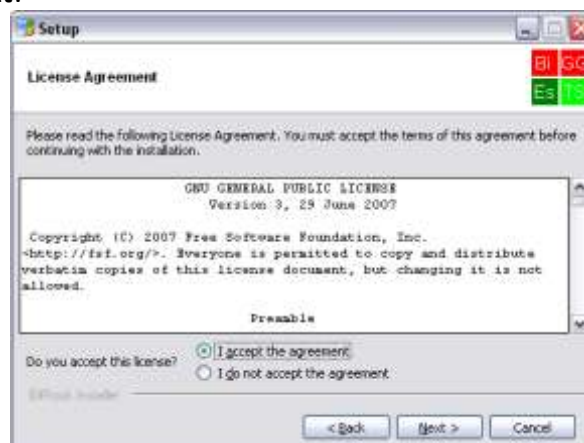 Setup
License Agreement
BI GG
Es TS
Please read the following License Agreement. You must accept the terms of this agreement before
continuing with the installation.
GNU GENERAL PUBLIC LICENSE
Version 3, 29 June 2007
Copyright (C) 2007 Free Software Foundation, Inc.
<http://fsf.org/>. Everyone is permitted to copy and distribute
verbatim copies of this license document, but changing it is not
allowed.
Preamble
Do you accept this license?
I accept the agreement
I do not accept the agreement
Installer
< Back
Next >
Cancel